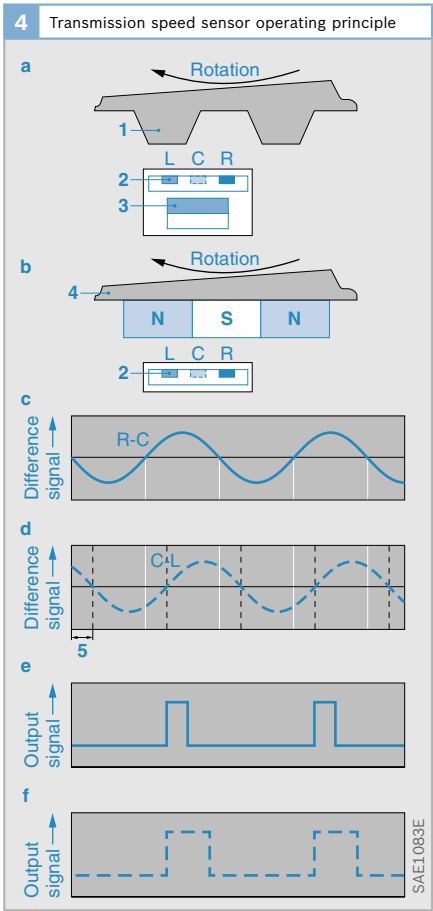 4 Transmission speed sensor operating principle
a
Rotation
1
L C R
2
3
b
Rotation
4
N S N
L C R
2
c
Difference
signal
R-C
d
Difference
signal
C-L
5
e
Output
signal
f
Output
signal
SAE1083E